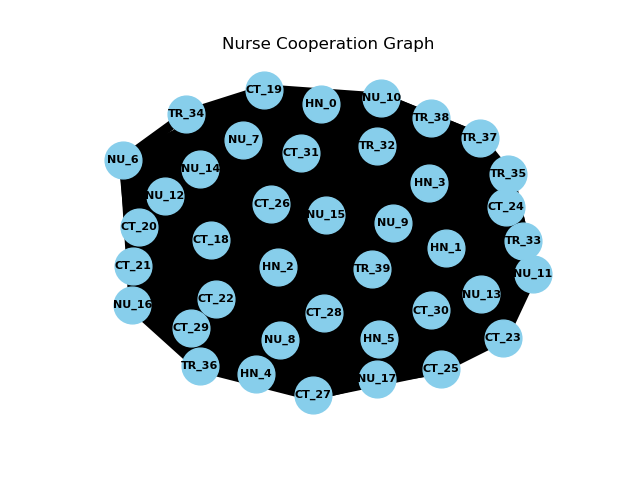 Nurse Cooperation Graph
CT_19
NU_10
HN_0
TR_34
TR_38
TR_37
NU_7
TR_32
CT_31
NU_6
NU_14
TR_35
HN_3
NU_12
CT_26
CT_24
NU_15
NU_9
CT_20
CT_18
TR_33
HN_1
CT_21
HN_2
TR_39
NU_11
NU_13
CT_22
NU_16
CT_30
CT_28
CT_29
CT_23
HN_5
NU_8
TR_36
CT_25
HN_4
NU_17
CT_27